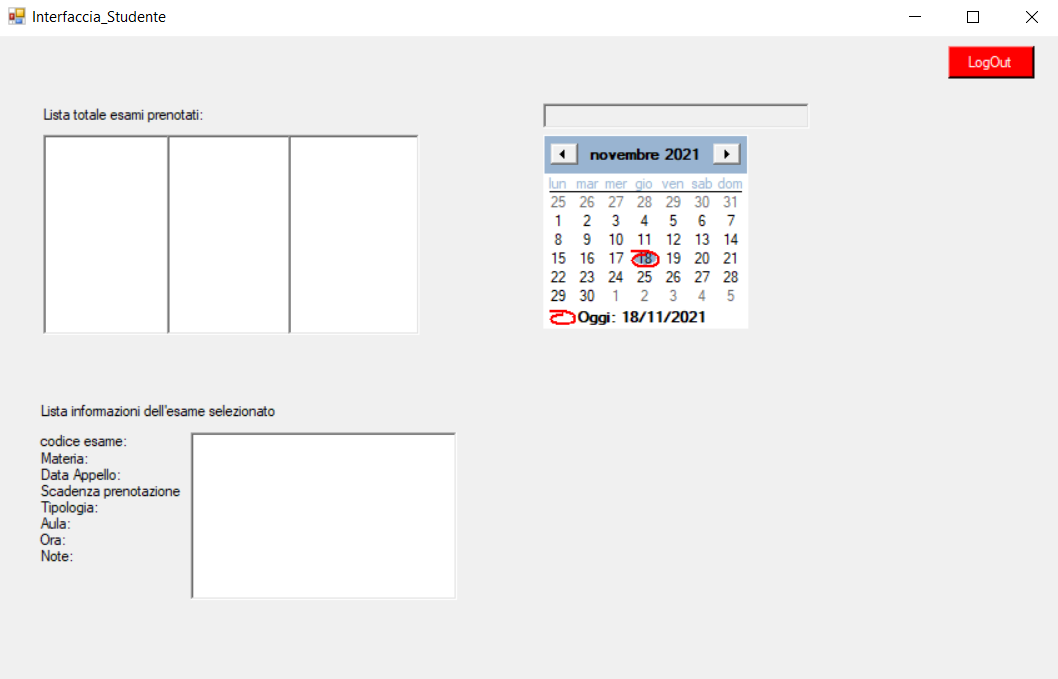 Interfaccia_Studente
LogOut
Lista totale esami prenotati:
novembre 2021
lun mar mer gio ven sab dom
25 26 27 28 29 30 31
1 2 3 4 5 6 7
8 9 10 11 12 13 14
15 16 17 18 19 20 21
22 23 24 25 26 27 28
29 30 1 2 3 4 5
Oggi: 18/11/2021
Lista informazioni dell'esame selezionato
codice esame:
Materia:
Data Appello:
Scadenza prenotazione
Tipologia:
Aula:
Ora:
Note: